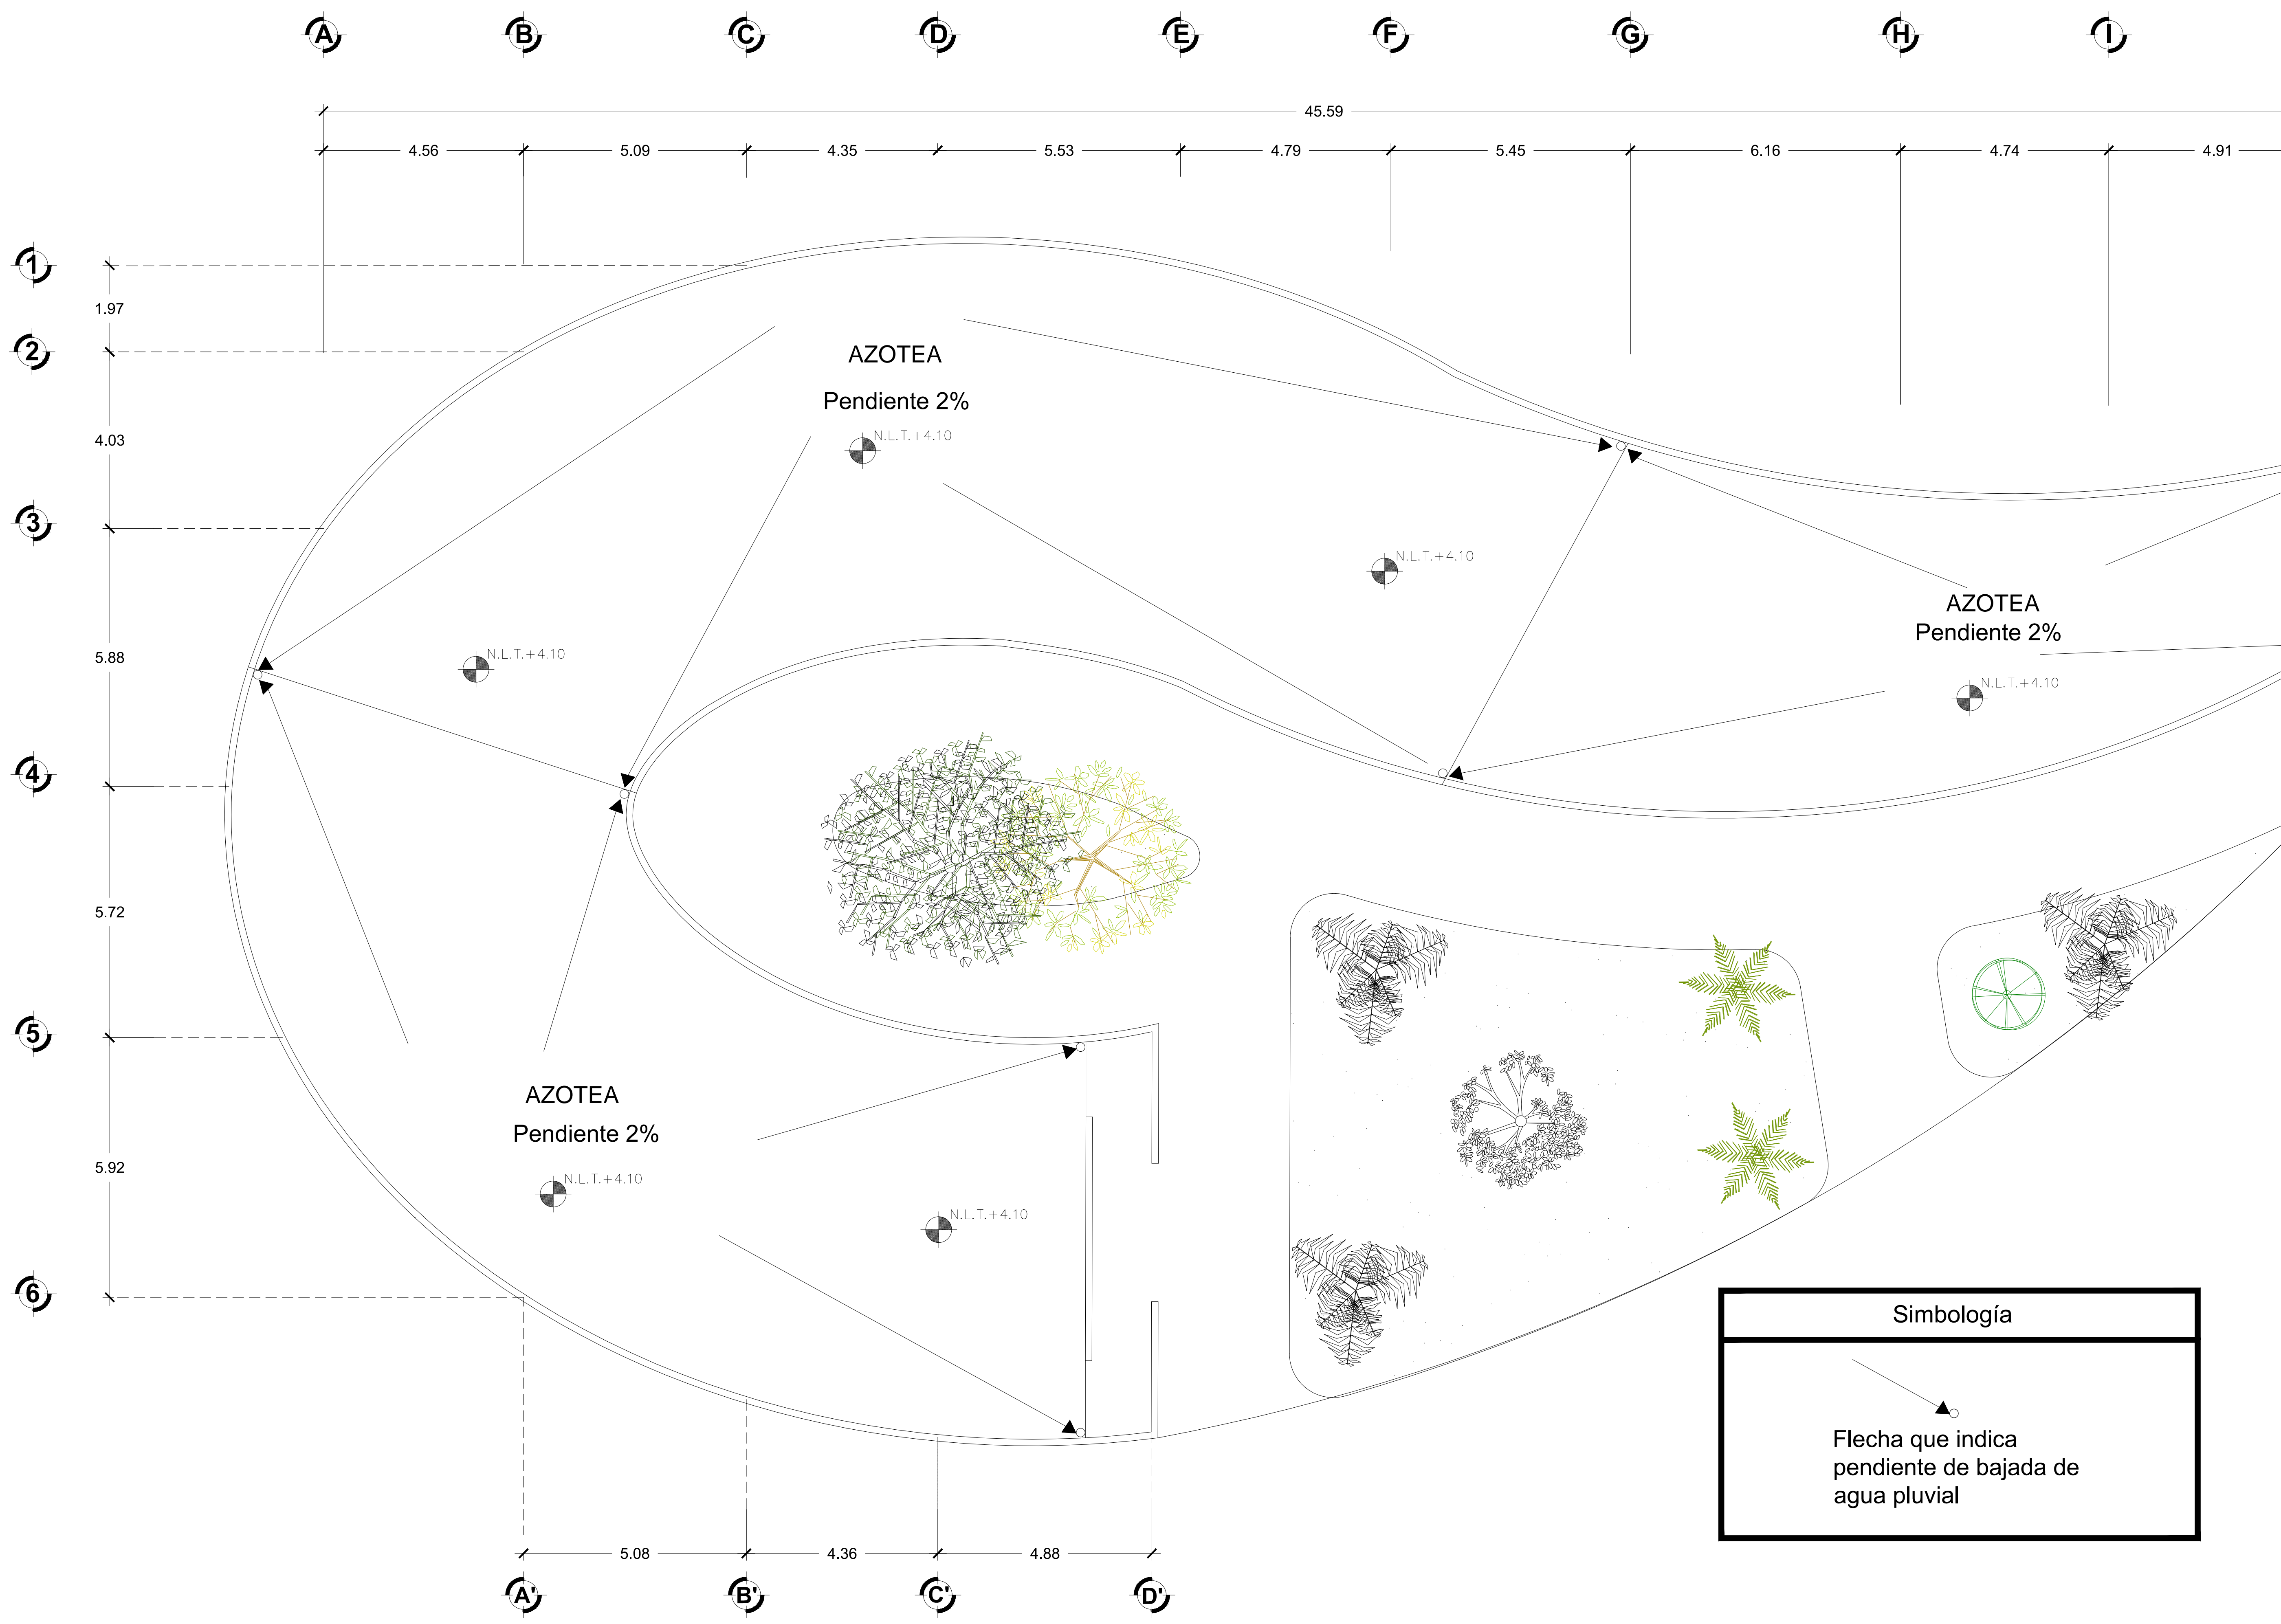 A B C D E F G H I
45.59
4.56 5.09 4.35 5.53 4.79 5.45 6.16 4.74 4.91
1
1.97
2
AZOTEA
Pendiente 2%
N.L.T.+4.10
4.03
3
N.L.T.+4.10
AZOTEA
Pendiente 2%
N.L.T.+4.10
5.88
N.L.T.+4.10
4
5.72
5
AZOTEA
Pendiente 2%
N.L.T.+4.10
5.92
N.L.T.+4.10
6
Simbología
Flecha que indica
pendiente de bajada de
agua pluvial
5.08 4.36 4.88
A' B' C' D'